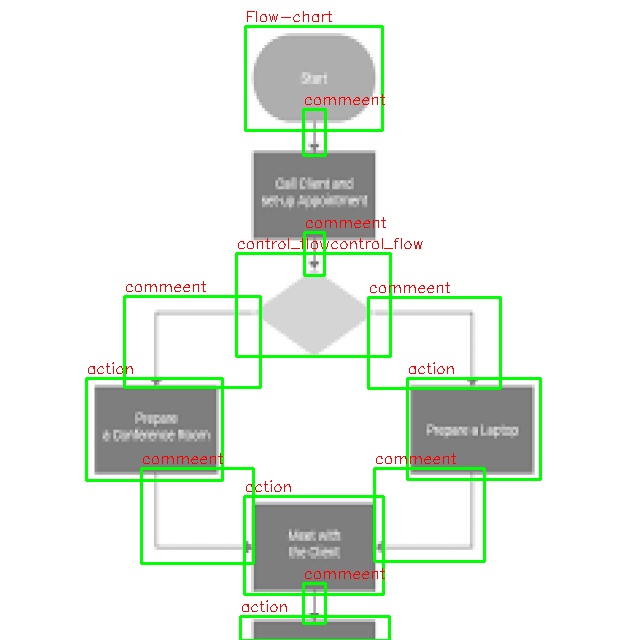 Flow-chart
Start
commeent
Call Client and
set-up Appointment
commeent
control_flowcontrol_flow
commeent
commeent
action
action
Prepare
a Conference Room
Prepare a Laptop
commeent
commeent
action
Meet with
the Client
commeent
action